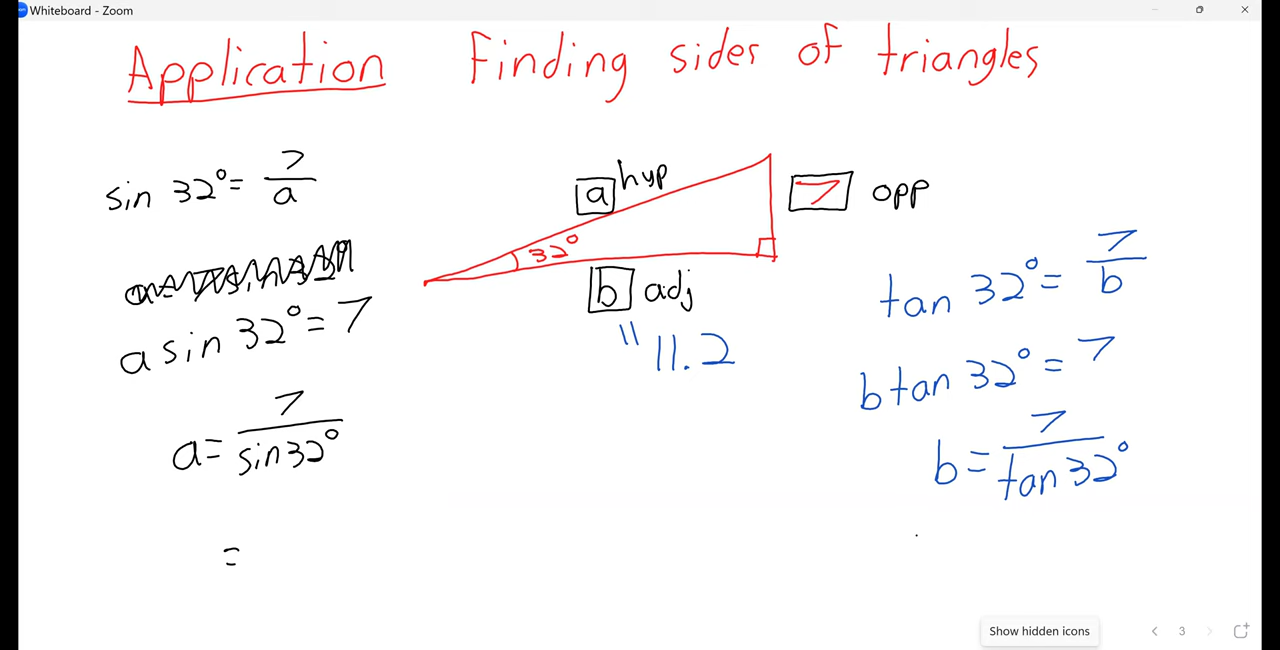 Whiteboard - Zoom
Application Finding sides of triangles
sin 32° = 7/a
a sin 32° = 7
a = 7/sin 32°
=
a hyp
7 opp
32°
b adj
" 11.2
tan 32° = 7/b
b tan 32° = 7
b = 7/tan 32°
Show hidden icons
3